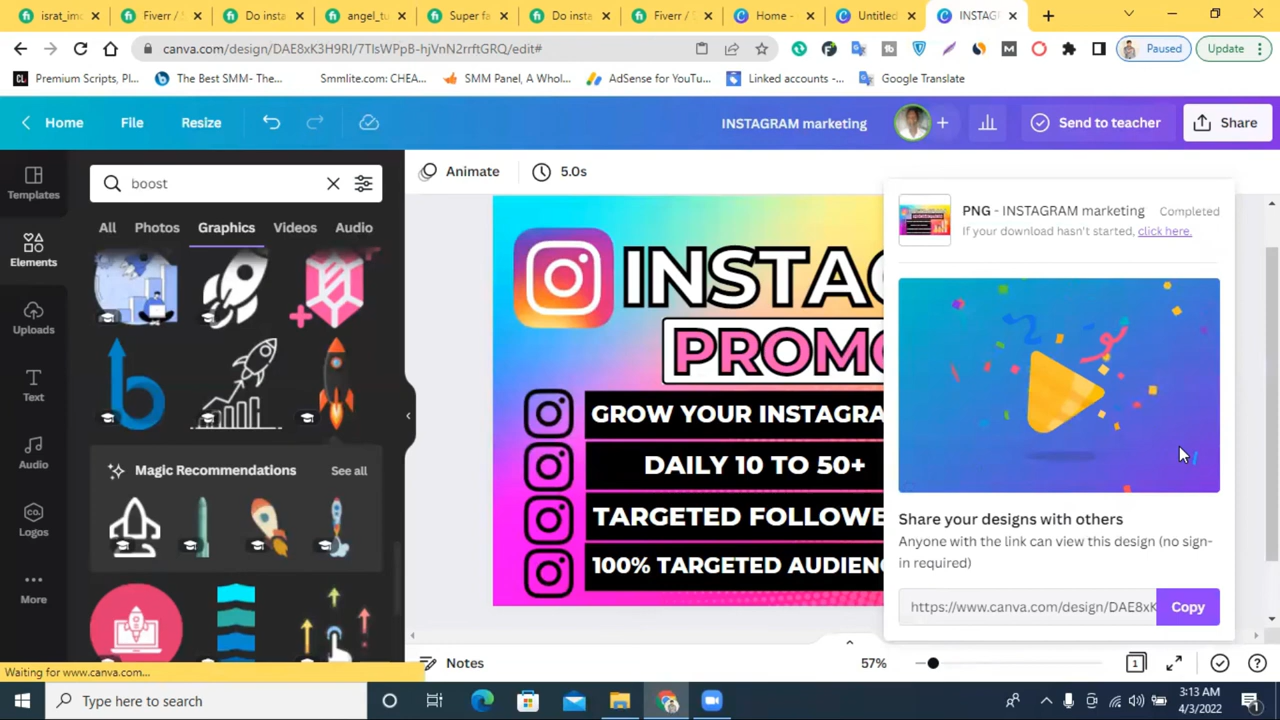 israt_imo
Fiverr / S
Do insta
angel_tu
Super fa
Do insta
Fiverr / S
Home -
Untitled
INSTAGR
canva.com/design/DAE8xK3H9RI/7TIsWPpB-hjVnN2rrftGRQ/edit#
Paused
Update
Premium Scripts, Pl...
The Best SMM- The...
Smmlite.com: CHEA...
SMM Panel, A Whol...
AdSense for YouTu...
Linked accounts -...
Google Translate
Home
File
Resize
INSTAGRAM marketing
Send to teacher
Share
Templates
Elements
Uploads
Text
Audio
Logos
More
boost
All
Photos
Graphics
Videos
Audio
Magic Recommendations
See all
Animate
5.0s
INSTAG
PROMO
GROW YOUR INSTAGRA
DAILY 10 TO 50+
TARGETED FOLLOWE
100% TARGETED AUDIEN
PNG - INSTAGRAM marketing
Completed
If your download hasn't started, click here.
Share your designs with others
Anyone with the link can view this design (no sign-
in required)
https://www.canva.com/design/DAE8xK
Copy
Notes
57%
1
Waiting for www.canva.com...
Type here to search
3:13 AM
4/3/2022